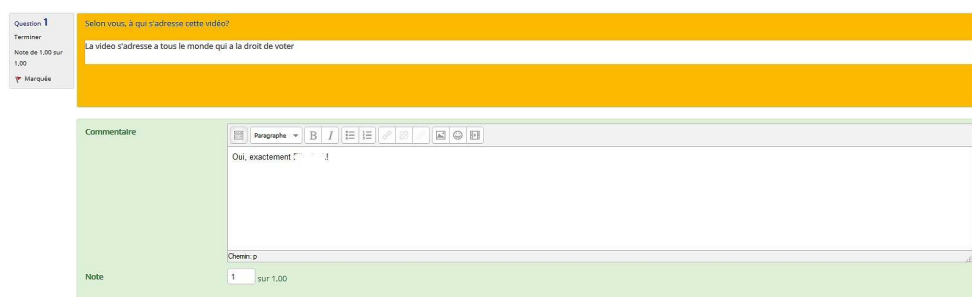 Question 1
Terminer
Note de 1,00 sur
1,00
Marquée
Selon vous, à qui s'adresse cette vidéo?
La video s'adresse a tous le monde qui a la droit de voter
Commentaire
Paragraphe
B I
Oui, exactement !
Chemin: p
Note
1 sur 1,00